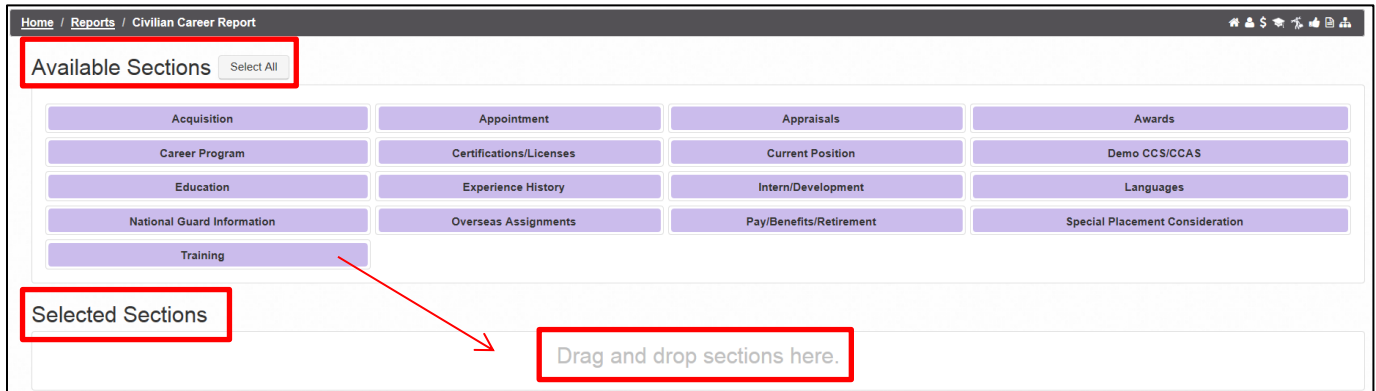 Home / Reports / Civilian Career Report
Available Sections Select All
Acquisition Appointment Appraisals Awards
Career Program Certifications/Licenses Current Position Demo CCS/CCAS
Education Experience History Intern/Development Languages
National Guard Information Overseas Assignments Pay/Benefits/Retirement Special Placement Consideration
Training
Selected Sections
Drag and drop sections here.